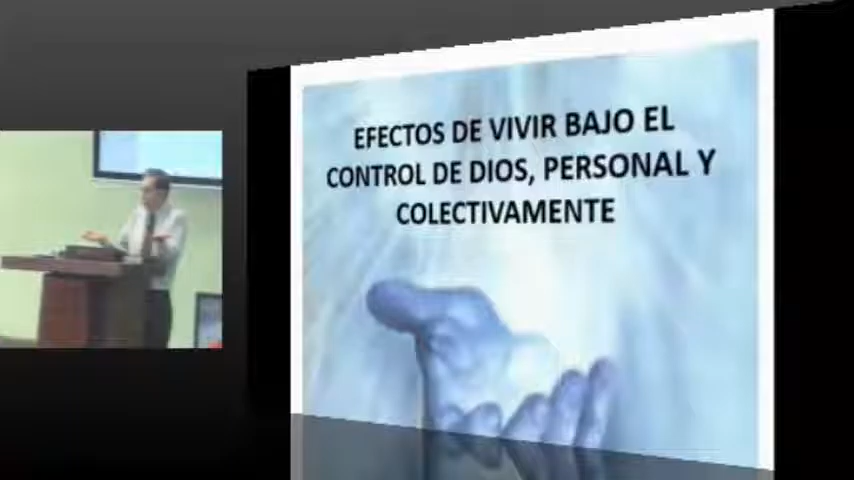 EFECTOS DE VIVIR BAJO EL
CONTROL DE DIOS, PERSONAL Y
COLECTIVAMENTE